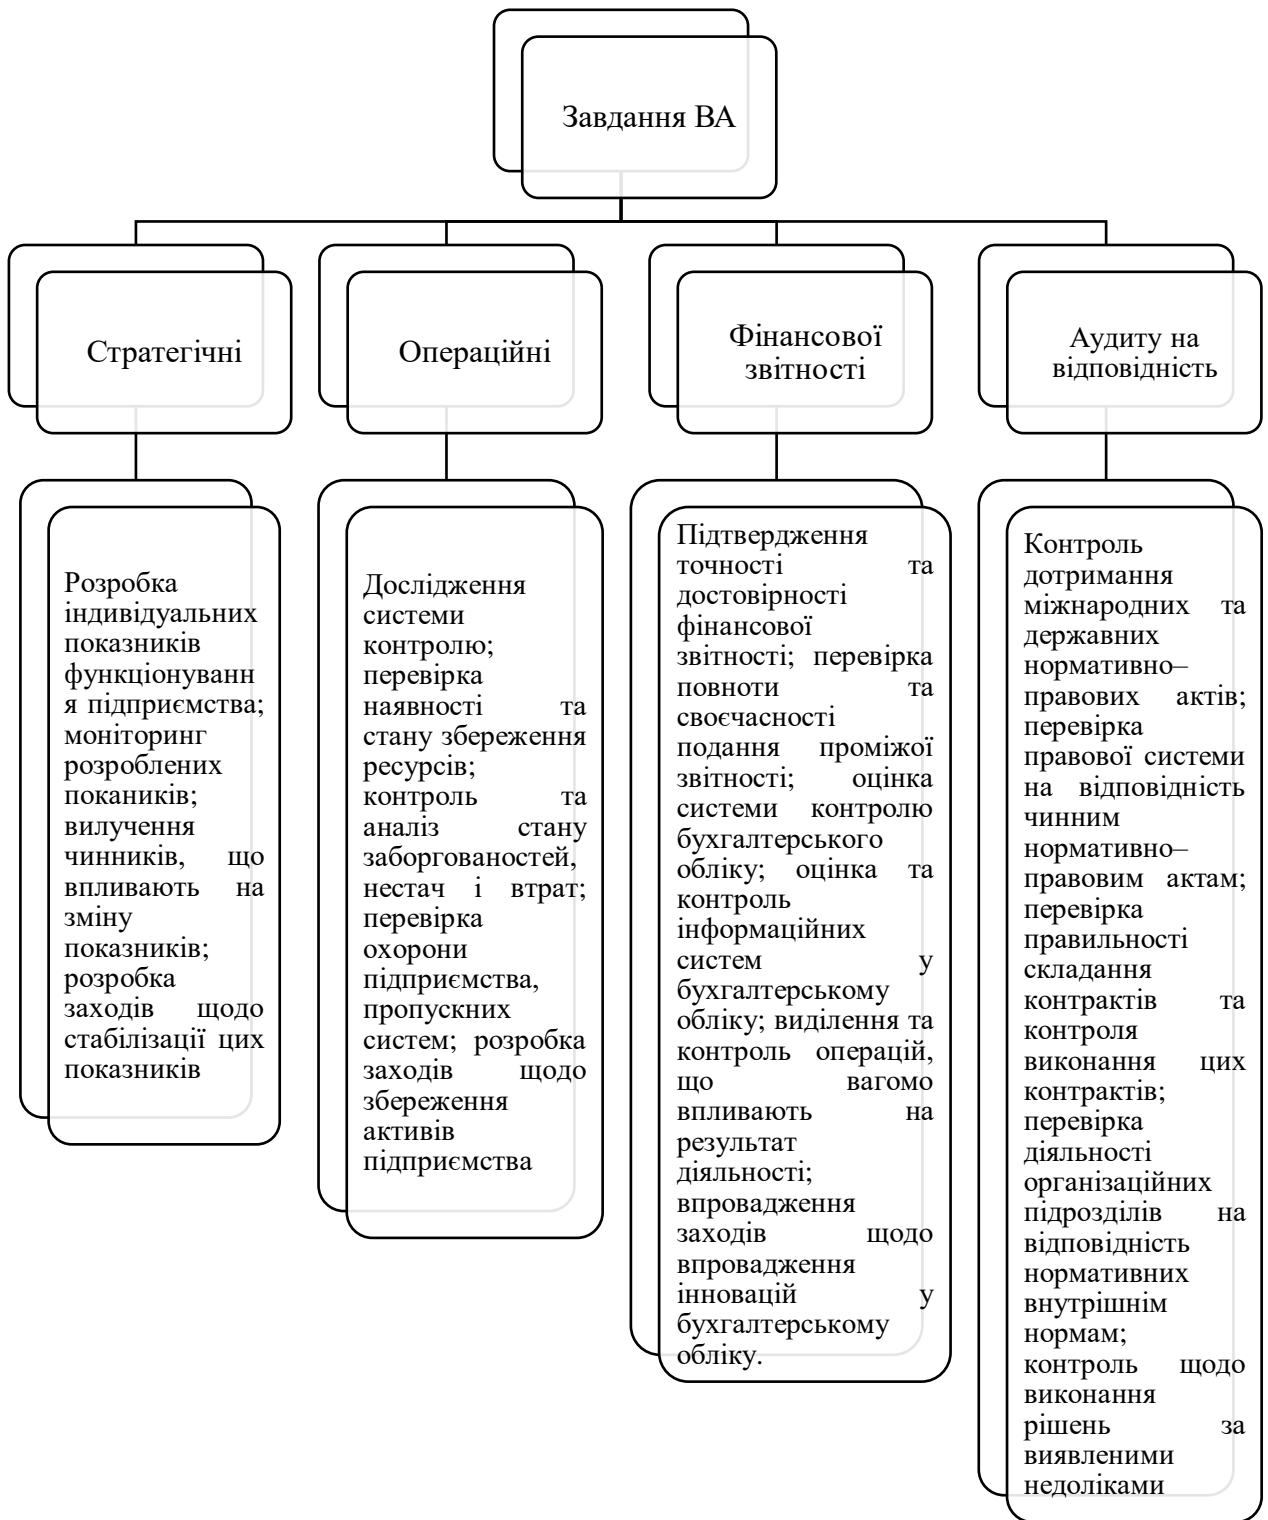 Завдання ВА
Стратегічні
Операційні
Фінансової
звітності
Аудиту на
відповідність
Розробка
індивідуальних
показників
функціонуванн
я підприємства;
моніторинг
розроблених
покаників;
вилучення
чинників, що
впливають на
зміну
показників;
розробка
заходів щодо
стабілізації цих
показників
Дослідження
системи
контролю;
перевірка
наявності та
стану збереження
ресурсів;
контроль та
аналіз стану
заборгованостей,
нестач і втрат;
перевірка
охорони
підприємства,
пропускних
систем; розробка
заходів щодо
збереження
активів
підприємства
Підтвердження
точності та
достовірності
фінансової
звітності; перевірка
повноти та
своєчасності
подання проміжої
звітності; оцінка
системи контролю
бухгалтерського
обліку; оцінка та
контроль
інформаційних
систем у
бухгалтерському
обліку; виділення та
контроль операцій,
що вагомо
впливають на
результат
діяльності;
впровадження
заходів щодо
впровадження
інновацій у
бухгалтерському
обліку.
Контроль
дотримання
міжнародних та
державних
нормативно–
правових актів;
перевірка
правової системи
на відповідність
чинним
нормативно–
правовим актам;
перевірка
правильності
складання
контрактів та
контроля
виконання цих
контрактів;
перевірка
діяльності
організаційних
підрозділів на
відповідність
нормативних
внутрішнім
нормам;
контроль щодо
виконання
рішень за
виявленими
недоліками